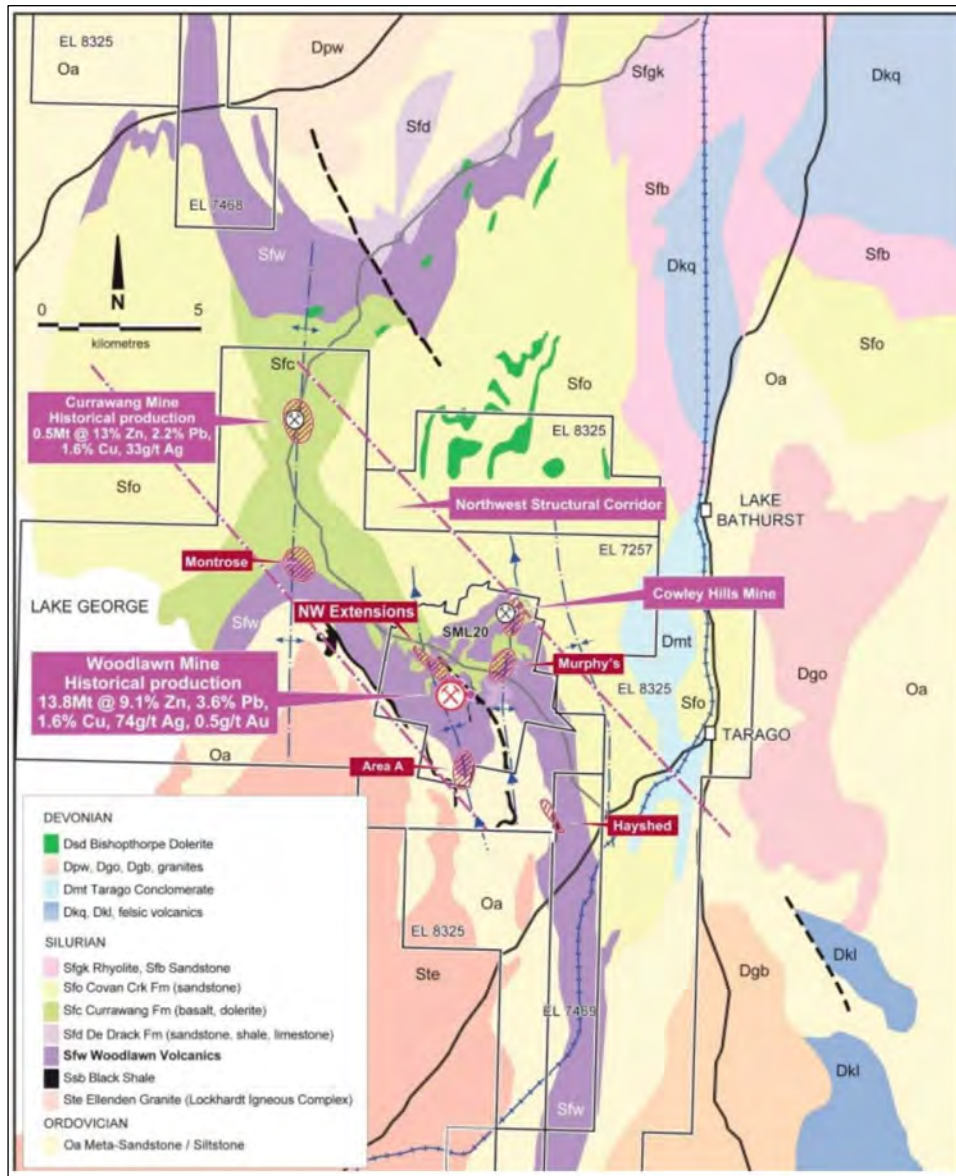 EL 8325
Oa
Dpw
Sfgk
Dkq
Sfd
EL 7468
Sfb
Sfw
Dkq
Sfb
N
0 5
kilometres
Sfo
Oa
Sfc
Sfo
Currawang Mine
Historical production
0.5Mt @ 13% Zn, 2.2% Pb,
1.6% Cu, 33g/t Ag
EL 8325
Sfo
Northwest Structural Corridor
LAKE
BATHURST
EL 7257
Montrose
LAKE GEORGE
NW Extensions
Cowley Hills Mine
Sfw
SML20
Dmt
Murphy's
Woodlawn Mine
Historical production
13.8Mt @ 9.1% Zn, 3.6% Pb,
1.6% Cu, 74g/t Ag, 0.5g/t Au
EL 8325
Dgo
Oa
Sfo
TARAGO
Oa
Area A
Hayshed
DEVONIAN
Dsd Bishopthorpe Dolerite
Dpw, Dgo, Dgb, granites
Dmt Tarago Conclomerate
Dkq, Dkl, felsic volcanics
SILURIAN
Sfgk Rhyolite, Sfb Sandstone
Sfo Covan Crk Fm (sandstone)
Sfc Currawang Fm (basalt, dolerite)
Sfd De Drack Fm (sandstone, shale, limestone)
Sfw Woodlawn Volcanics
Ssb Black Shale
Ste Ellenden Granite (Lockhardt Igneous Complex)
ORDOVICIAN
Oa Meta-Sandstone / Siltstone
Oa
EL 8325
Ste
Dgb
Dkl
EL 7469
Dkl
Sfw